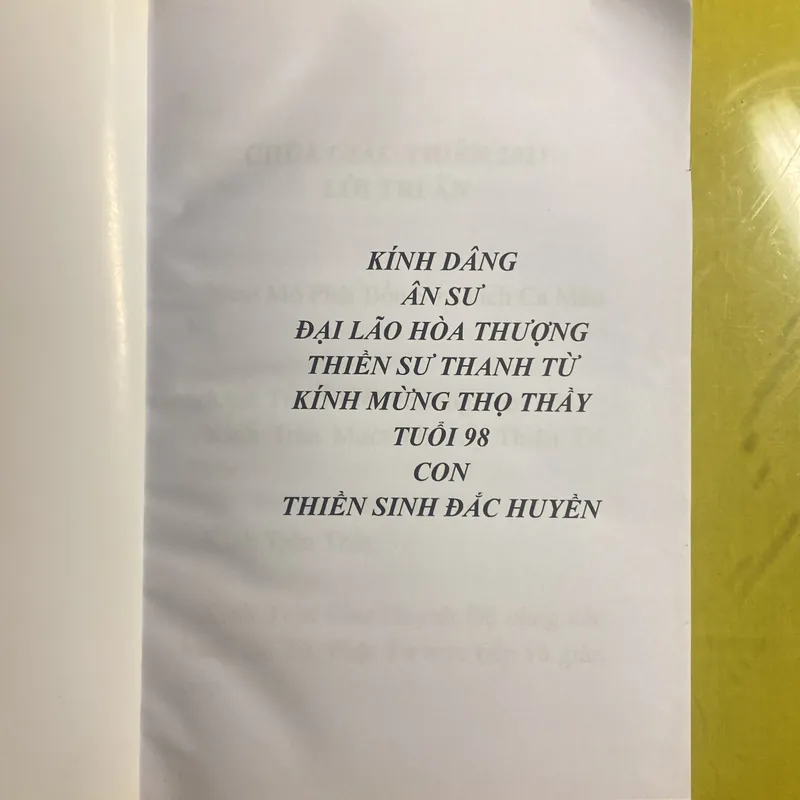 KÍNH DÂNG
ÂN SƯ
ĐẠI LÃO HÒA THƯỢNG
THIỀN SƯ THANH TỪ
KÍNH MỪNG THỌ THẦY
TUỔI 98
CON
THIỀN SINH ĐẮC HUYỀN